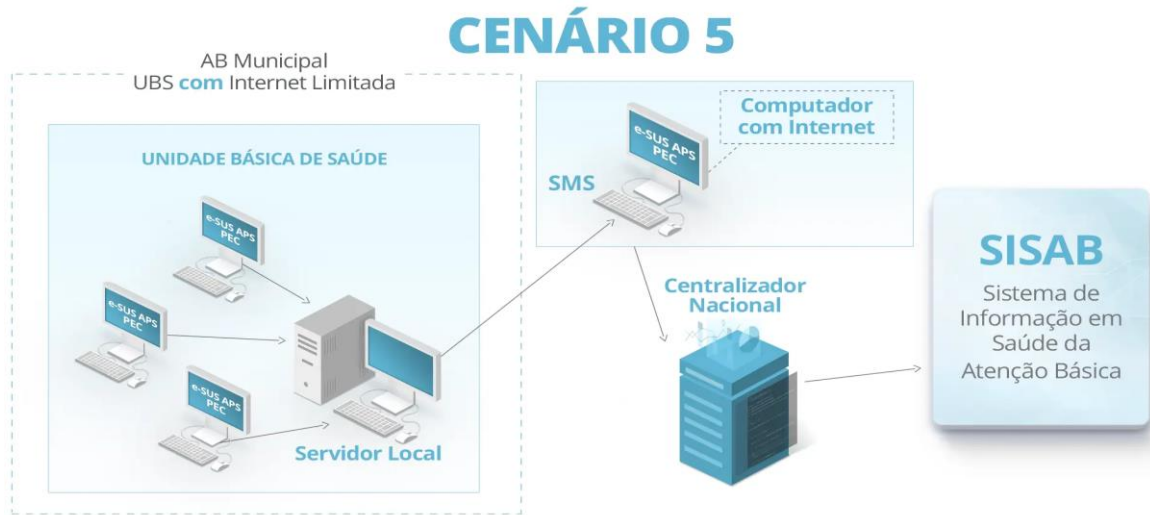 CENÁRIO 5
AB Municipal
UBS com Internet Limitada
UNIDADE BÁSICA DE SAÚDE
e-SUS APS
PEC
e-SUS APS
PEC
e-SUS APS
PEC
Servidor Local
e-SUS APS
PEC
SMS
Computador
com Internet
Centralizador
Nacional
SISAB
Sistema de
Informação em
Saúde da
Atenção Básica